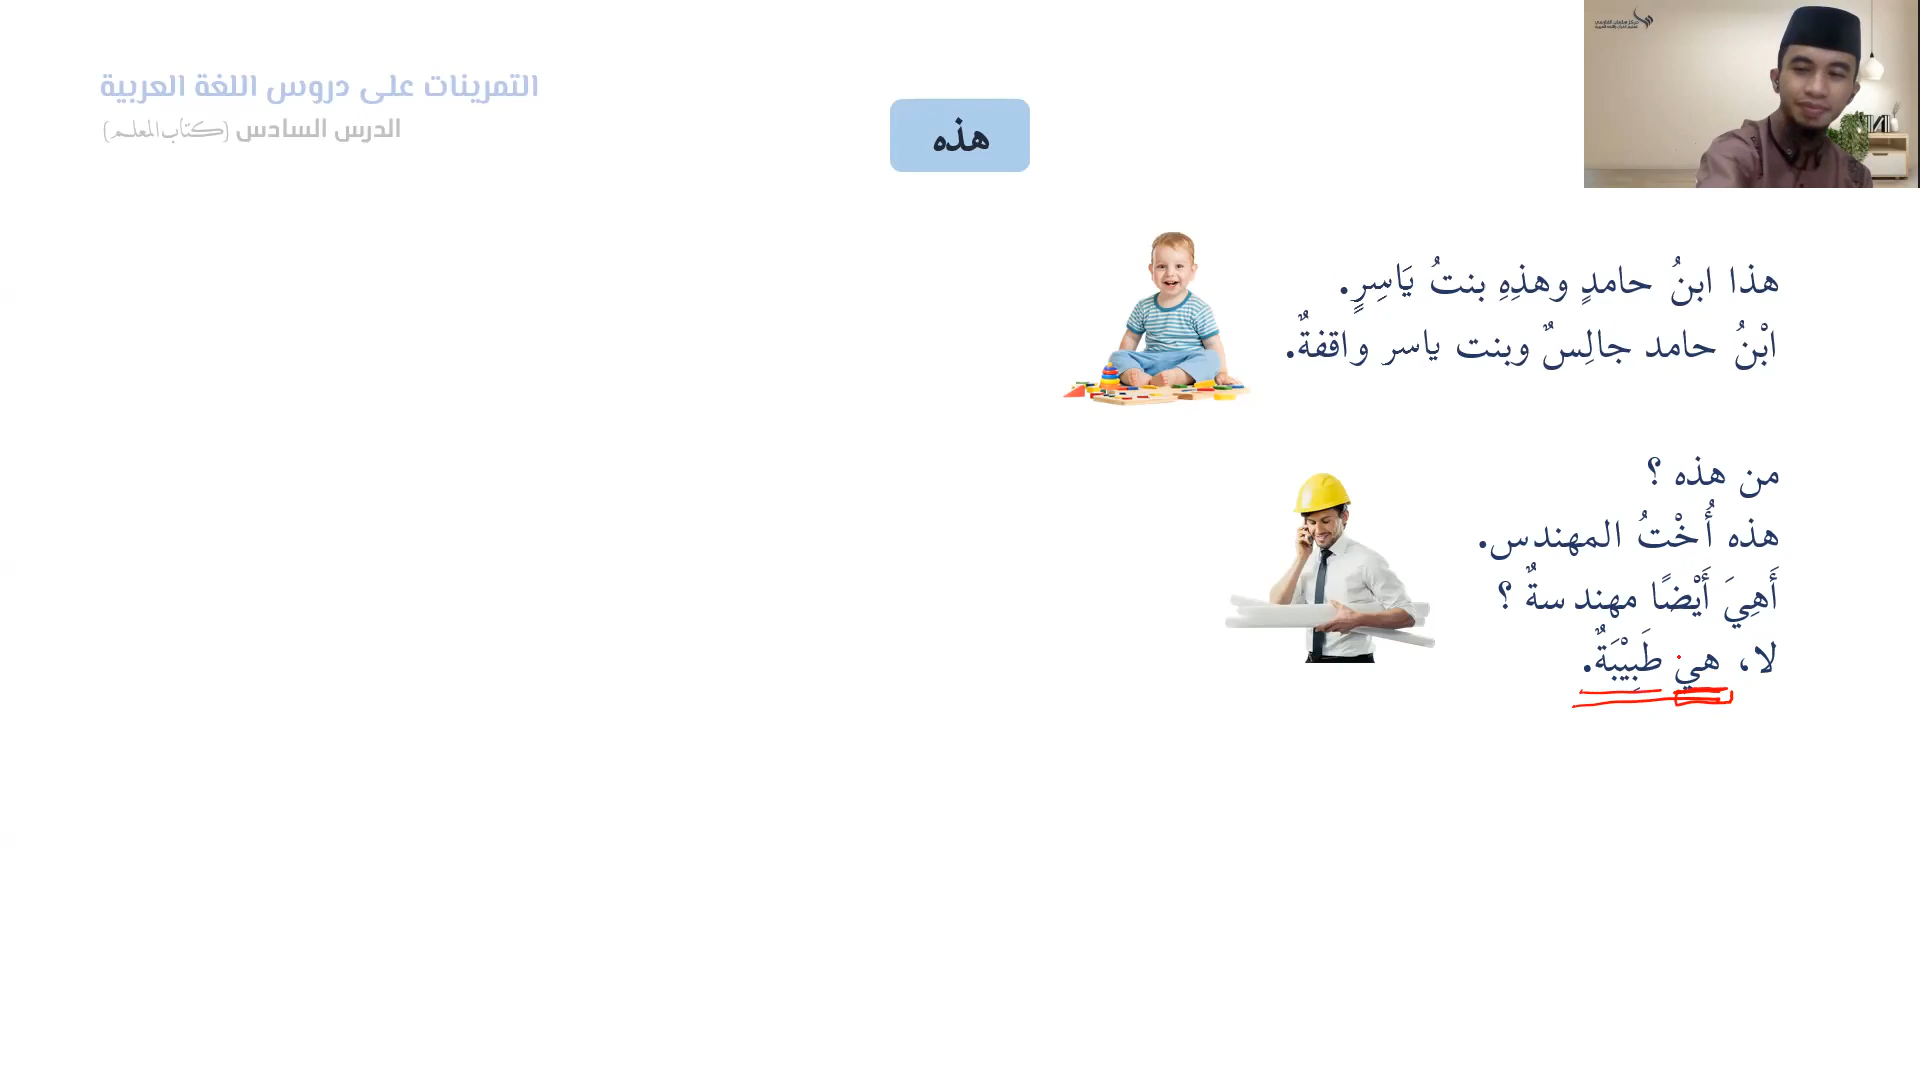 التمرينات على دروس اللغة العربية
الدرس السادس (كتاب المعلم)
هذه
هذا ابنُ حامدٍ وهذِهِ بنتُ يَاسِرٍ.
ابْنُ حامد جالِسٌ وبنت ياسر واقفةٌ.
من هذه ؟
هذه أُخْتُ المهندس.
أَهِيَ أَيْضًا مهندسةٌ ؟
لا، هي طَبِيْبَةٌ.